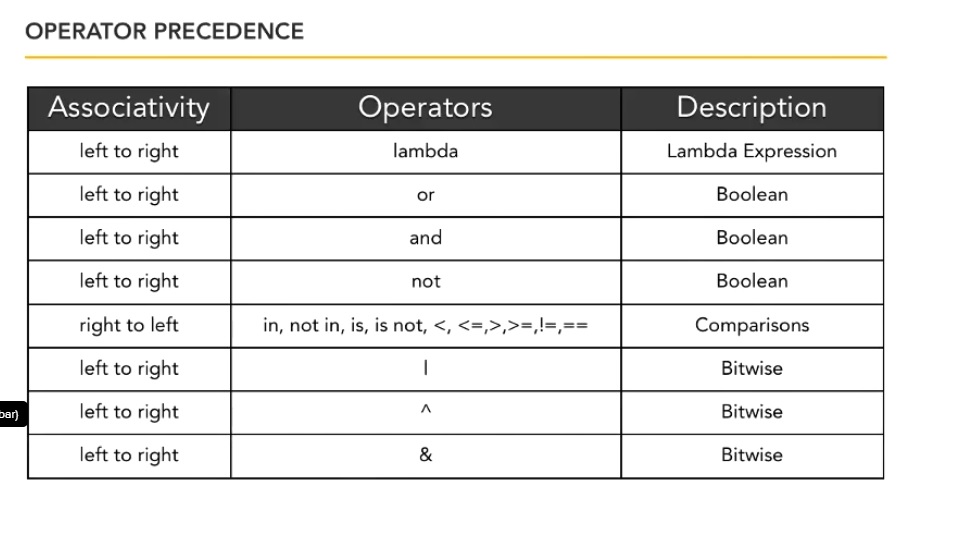 OPERATOR PRECEDENCE
Associativity Operators Description
left to right lambda Lambda Expression
left to right or Boolean
left to right and Boolean
left to right not Boolean
right to left in, not in, is, is not, <, <=,>,>=,!=,== Comparisons
left to right | Bitwise
bar)
left to right ^ Bitwise
left to right & Bitwise